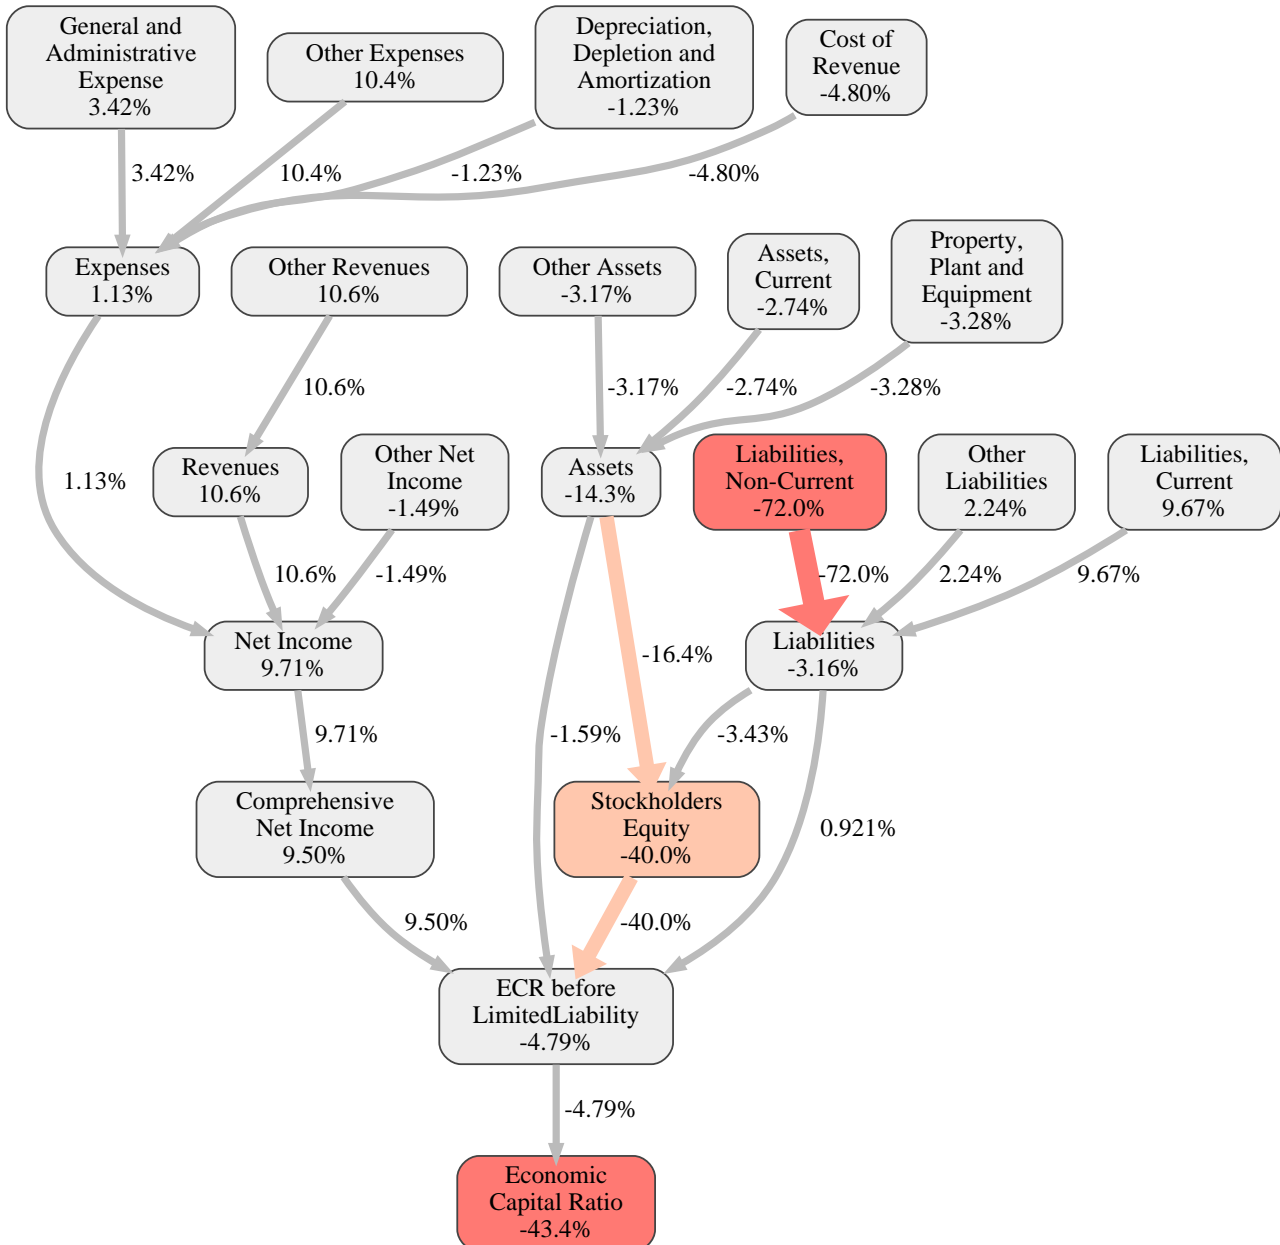 General and
Administrative
Expense
3.42%
Other Expenses
10.4%
Depreciation,
Depletion and
Amortization
-1.23%
Cost of
Revenue
-4.80%
3.42%
10.4%
-1.23%
-4.80%
Expenses
1.13%
Other Revenues
10.6%
Other Assets
-3.17%
Assets,
Current
-2.74%
Property,
Plant and
Equipment
-3.28%
10.6%
-3.17%
-2.74%
-3.28%
1.13%
Revenues
10.6%
Other Net
Income
-1.49%
Assets
-14.3%
Liabilities,
Non-Current
-72.0%
Other
Liabilities
2.24%
Liabilities,
Current
9.67%
10.6%
-1.49%
-72.0%
2.24%
9.67%
Net Income
9.71%
-16.4%
Liabilities
-3.16%
9.71%
-1.59%
-3.43%
Comprehensive
Net Income
9.50%
Stockholders
Equity
-40.0%
0.921%
9.50%
-40.0%
ECR before
LimitedLiability
-4.79%
-4.79%
Economic
Capital Ratio
-43.4%